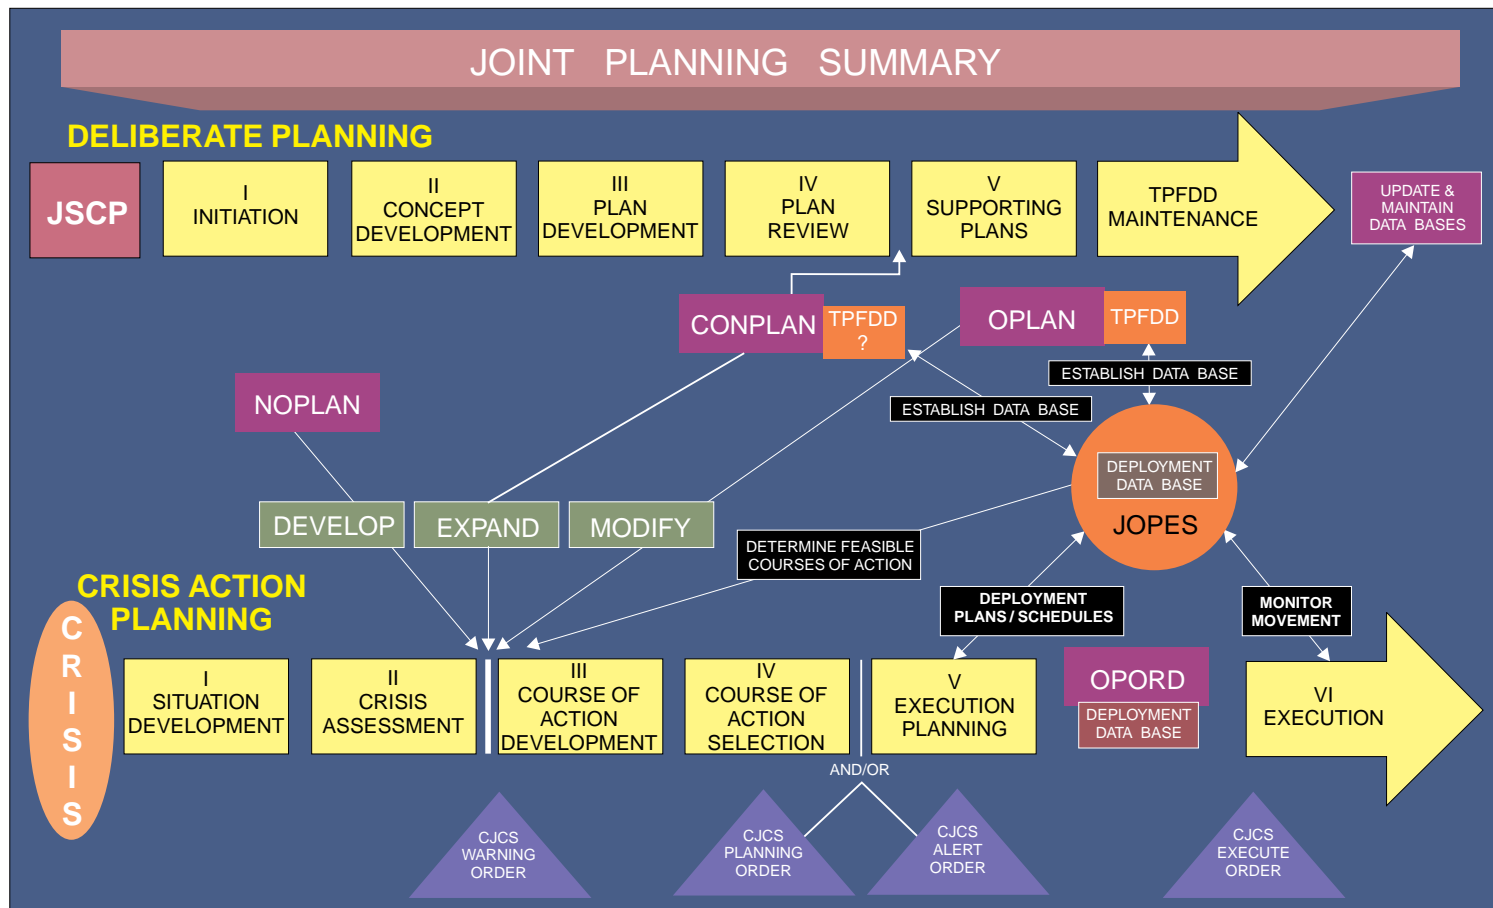 JOINT PLANNING SUMMARY
DELIBERATE PLANNING
JSCP
I
INITIATION
II
CONCEPT
DEVELOPMENT
III
PLAN
DEVELOPMENT
IV
PLAN
REVIEW
V
SUPPORTING
PLANS
TPFDD
MAINTENANCE
UPDATE &
MAINTAIN
DATA BASES
CONPLAN
TPFDD
?
OPLAN
TPFDD
ESTABLISH DATA BASE
NOPLAN
ESTABLISH DATA BASE
DEPLOYMENT
DATA BASE
JOPES
DEVELOP
EXPAND
MODIFY
DETERMINE FEASIBLE
COURSES OF ACTION
CRISIS ACTION
PLANNING
DEPLOYMENT
PLANS / SCHEDULES
MONITOR
MOVEMENT
C
R
I
S
I
S
I
SITUATION
DEVELOPMENT
II
CRISIS
ASSESSMENT
III
COURSE OF
ACTION
DEVELOPMENT
IV
COURSE OF
ACTION
SELECTION
V
EXECUTION
PLANNING
OPORD
DEPLOYMENT
DATA BASE
VI
EXECUTION
AND/OR
CJCS
WARNING
ORDER
CJCS
PLANNING
ORDER
CJCS
ALERT
ORDER
CJCS
EXECUTE
ORDER